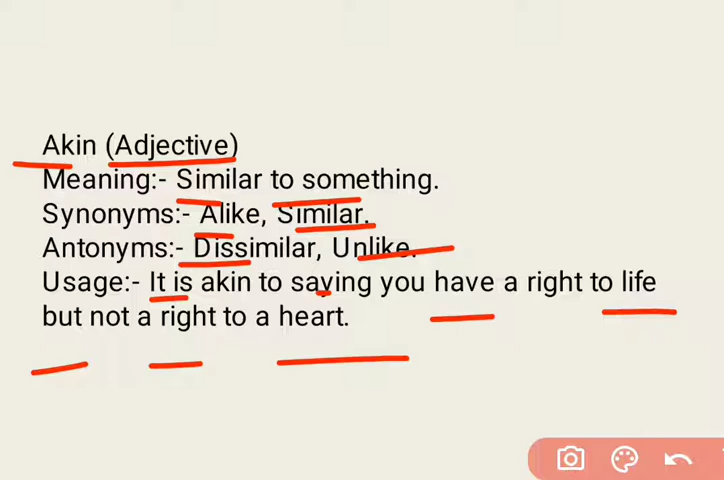 Akin (Adjective)
Meaning:- Similar to something.
Synonyms:- Alike, Similar.
Antonyms:- Dissimilar, Unlike.
Usage:- It is akin to saying you have a right to life
but not a right to a heart.